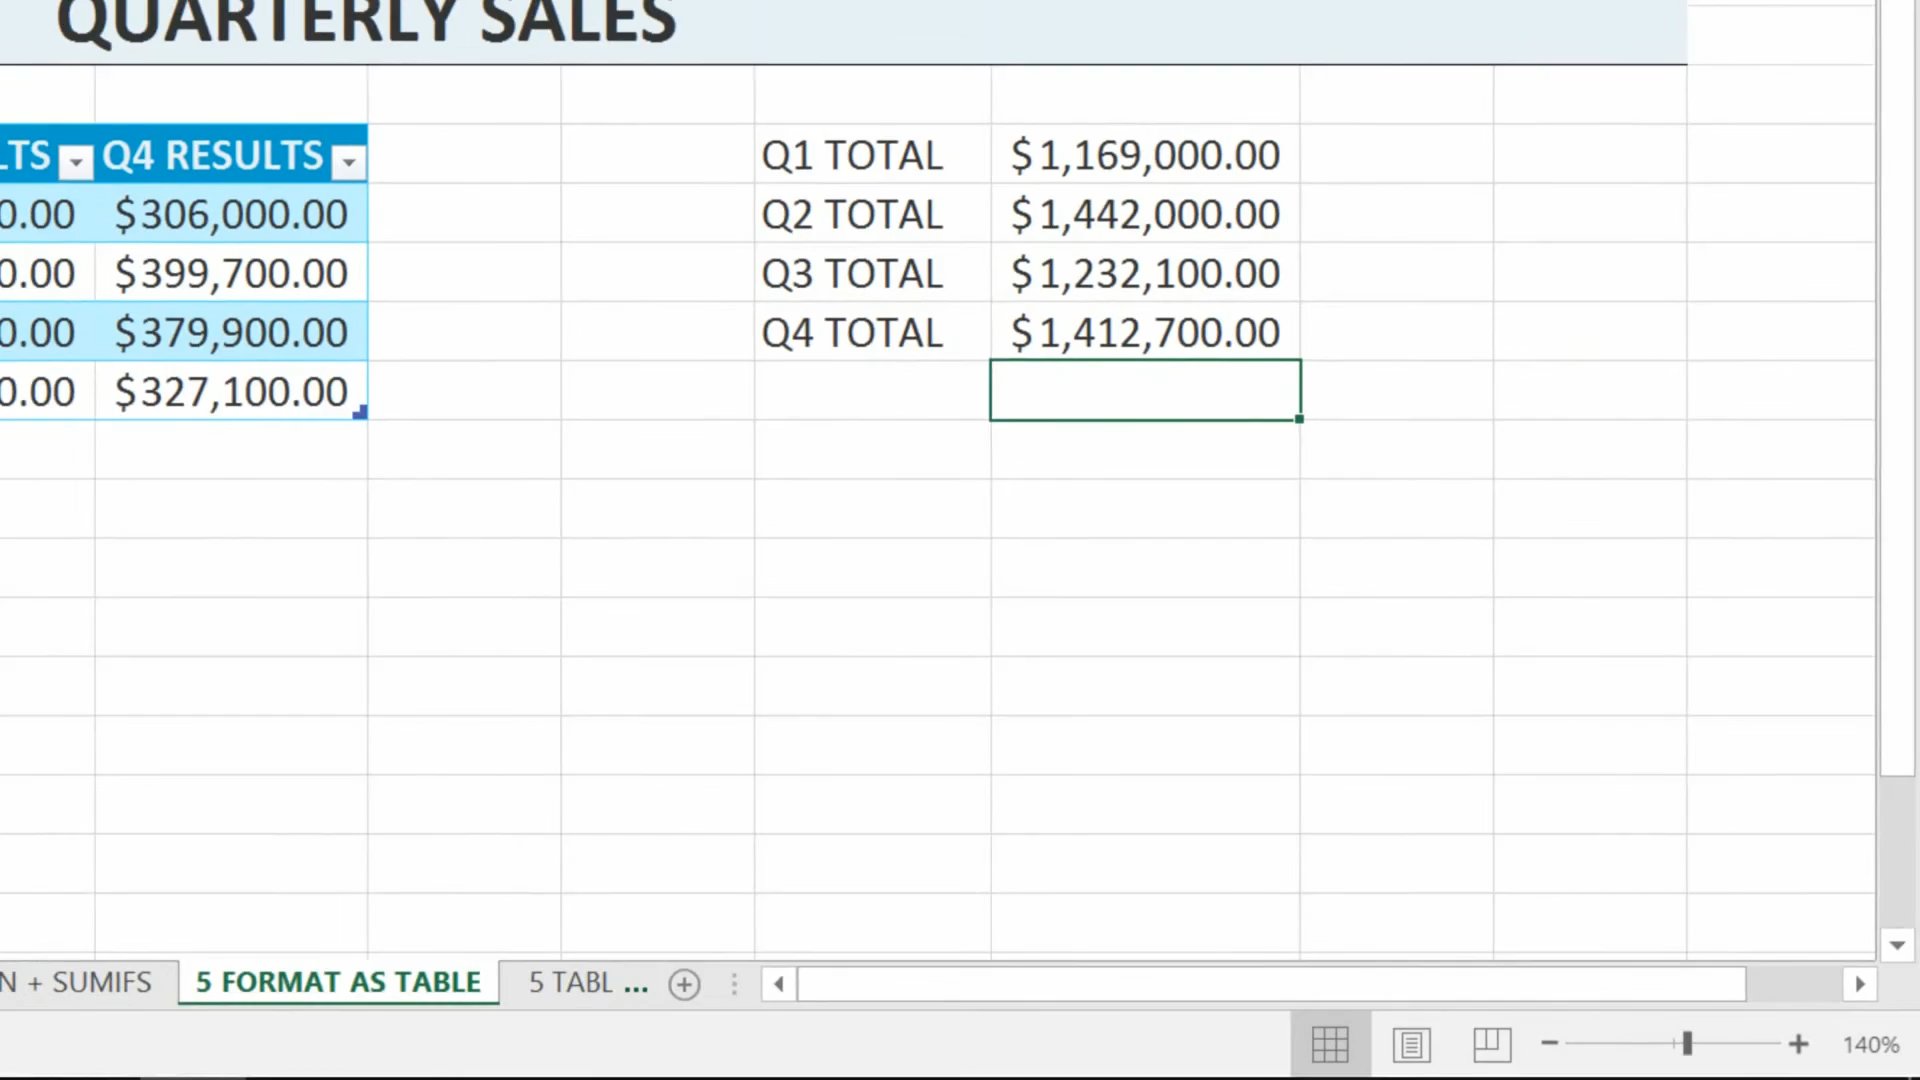 QUARTERLY SALES
LTS Q4 RESULTS Q1 TOTAL $1,169,000.00
0.00 $306,000.00 Q2 TOTAL $1,442,000.00
0.00 $399,700.00 Q3 TOTAL $1,232,100.00
0.00 $379,900.00 Q4 TOTAL $1,412,700.00
0.00 $327,100.00
N + SUMIFS 5 FORMAT AS TABLE 5 TABL ...
140%